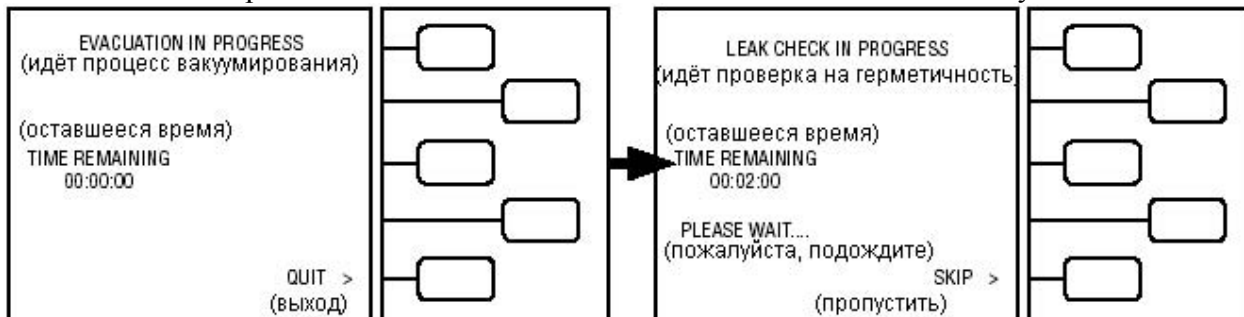 EVACUATION IN PROGRESS
(идёт процесс вакуумирования)
(оставшееся время)
TIME REMAINING
00:00:00
QUIT >
(выход)
LEAK CHECK IN PROGRESS
(идёт проверка на герметичность)
(оставшееся время)
TIME REMAINING
00:02:00
PLEASE WAIT....
(пожалуйста, подождите)
SKIP >
(пропустить)